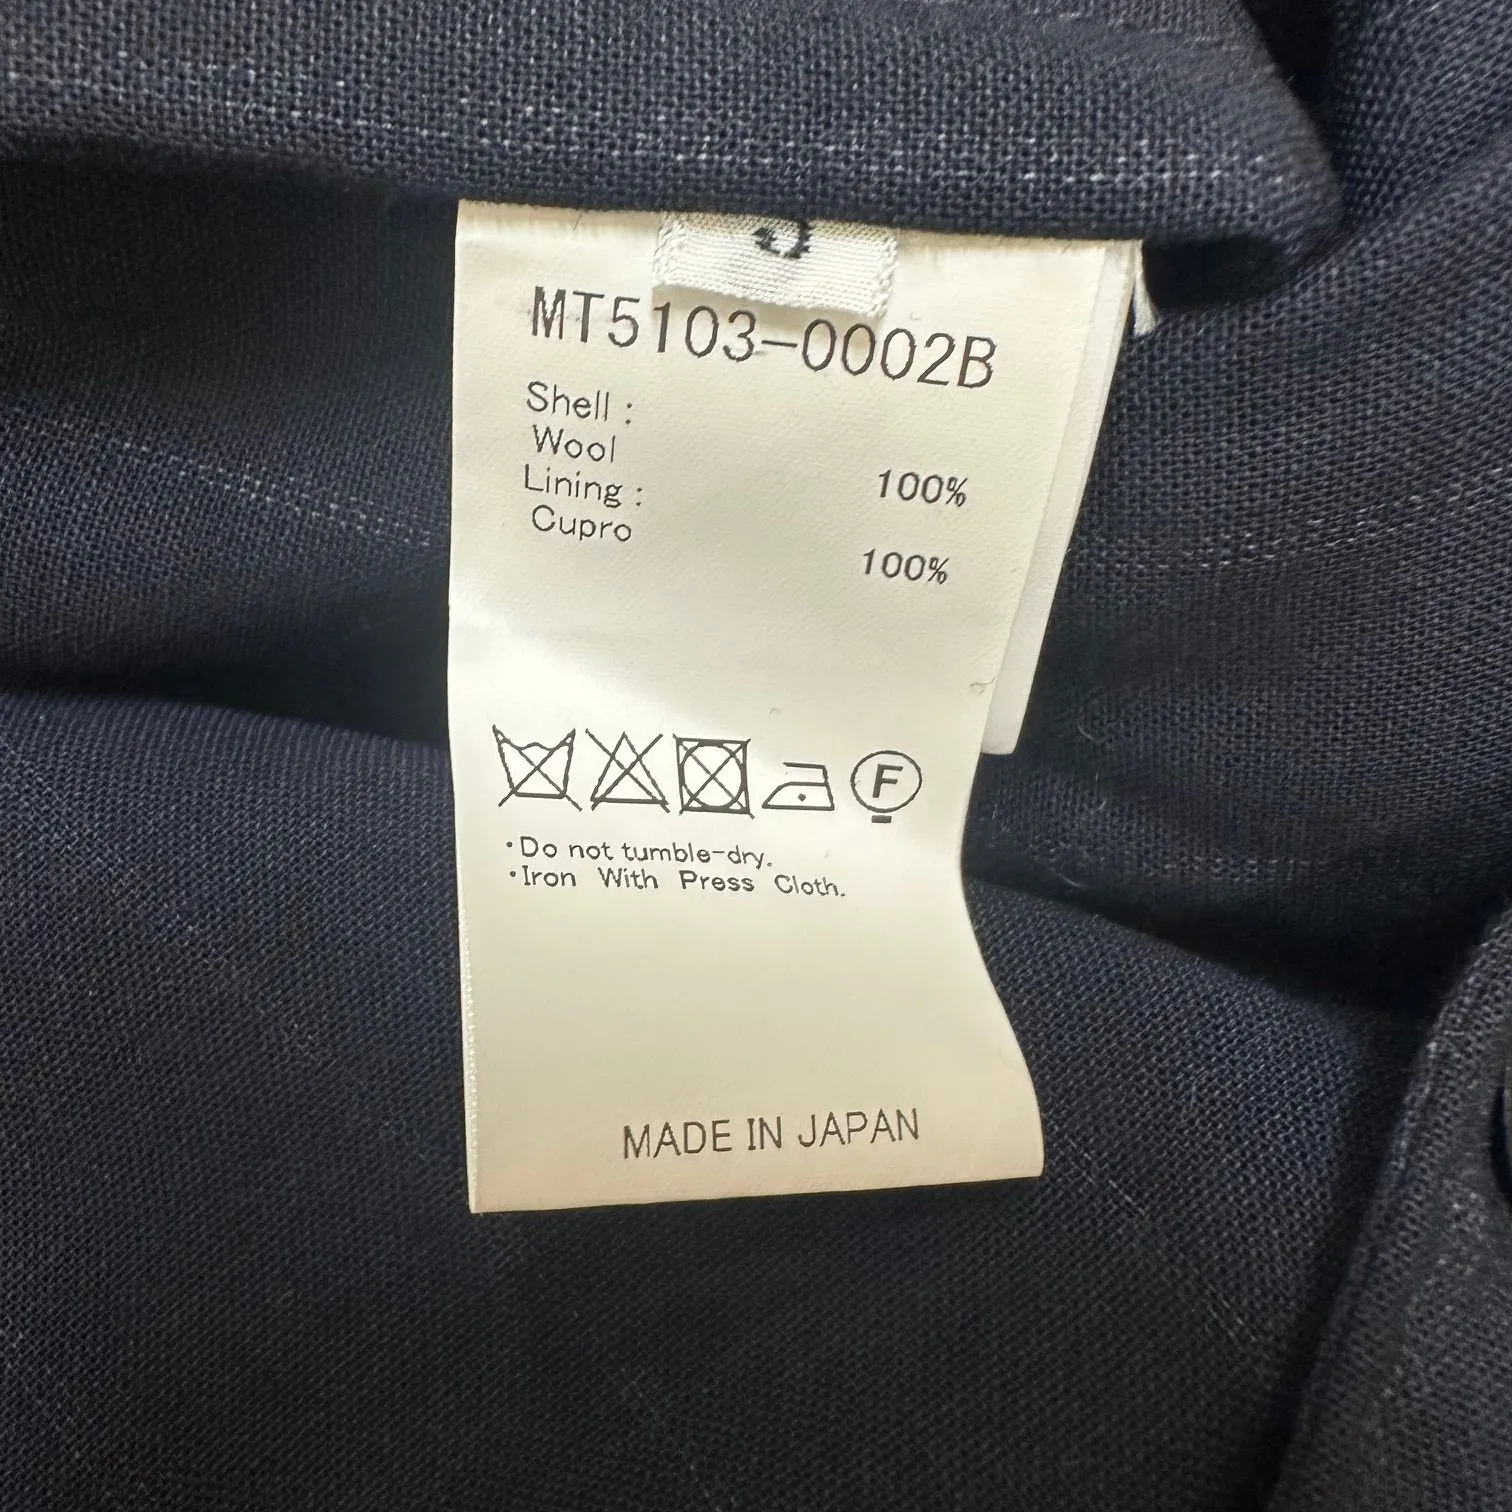 MT5103-0002B
Shell :
Wool 100%
Lining :
Cupro 100%
F
・Do not tumble-dry.
・Iron With Press Cloth.
MADE IN JAPAN